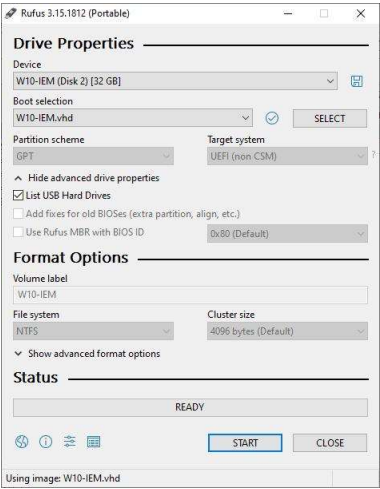 Rufus 3.15.1812 (Portable)
Drive Properties
Device
W10-IEM (Disk 2) [32 GB]
Boot selection
W10-IEM.vhd
SELECT
Partition scheme
Target system
GPT
UEFI (non CSM)
?
Hide advanced drive properties
List USB Hard Drives
Add fixes for old BIOSes (extra partition, align, etc.)
Use Rufus MBR with BIOS ID
0x80 (Default)
Format Options
Volume label
W10-IEM
File system
Cluster size
NTFS
4096 bytes (Default)
Show advanced format options
Status
READY
START
CLOSE
Using image: W10-IEM.vhd